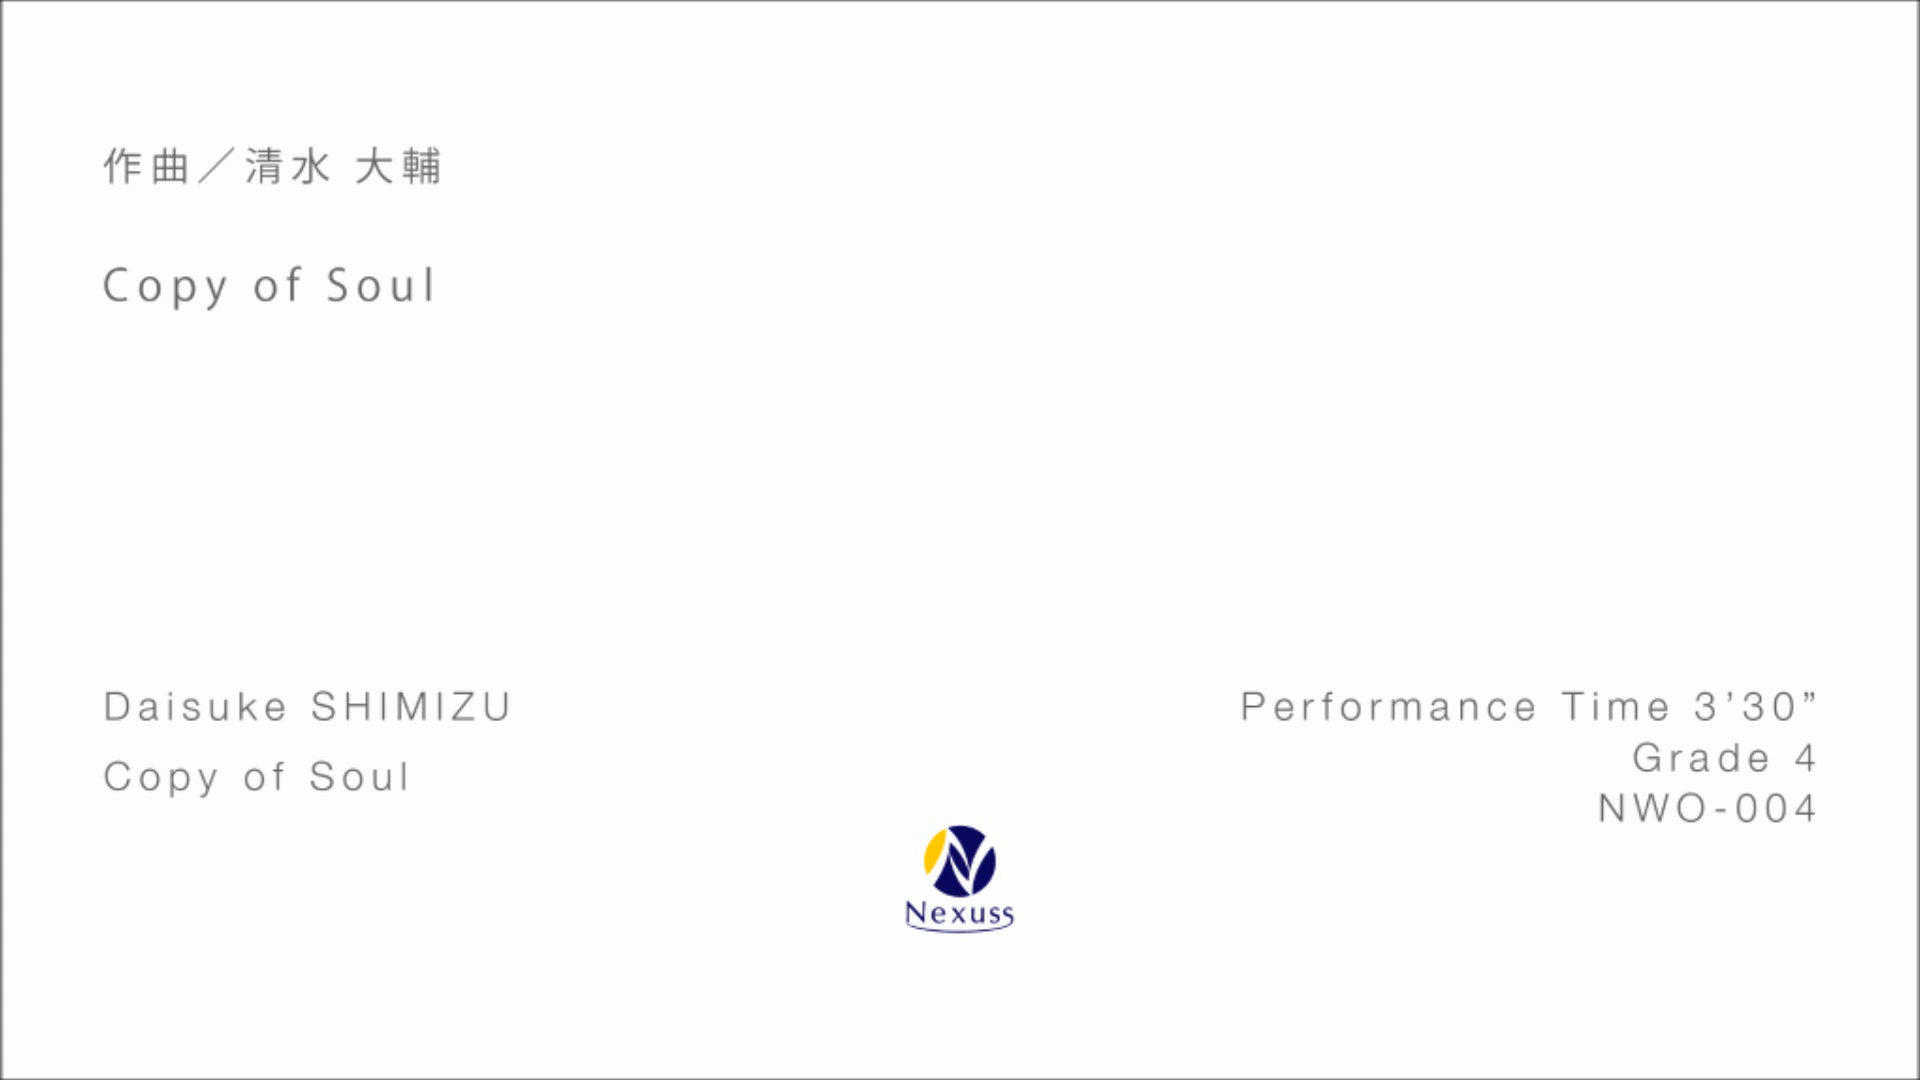 作曲／清水 大輔
Copy of Soul
Daisuke SHIMIZU
Copy of Soul
Performance Time 3’30”
Grade 4
NWO-004
Nexuss